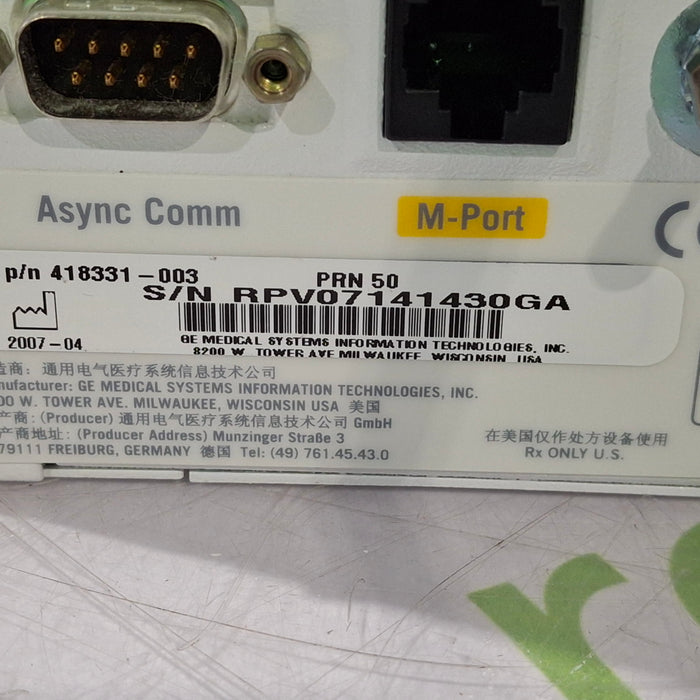 Async Comm
M-Port
p/n 418331-003
PRN 50
S/N RPV07141430GA
2007-04
GE MEDICAL SYSTEMS INFORMATION TECHNOLOGIES, INC.
8200 W. TOWER AVE MILWAUKEE, WISCONSIN USA
造商: 通用电气医疗系统信息技术公司
nufacturer: GE MEDICAL SYSTEMS INFORMATION TECHNOLOGIES, INC.
00 W. TOWER AVE. MILWAUKEE, WISCONSIN USA 美国
产商: (Producer) 通用电气医疗系统信息技术公司 GmbH
产商地址: (Producer Address) Munzinger Straße 3
79111 FREIBURG, GERMANY 德国 Tel: (49) 761.45.43.0
在美国仅作处方设备使用
Rx ONLY U.S.